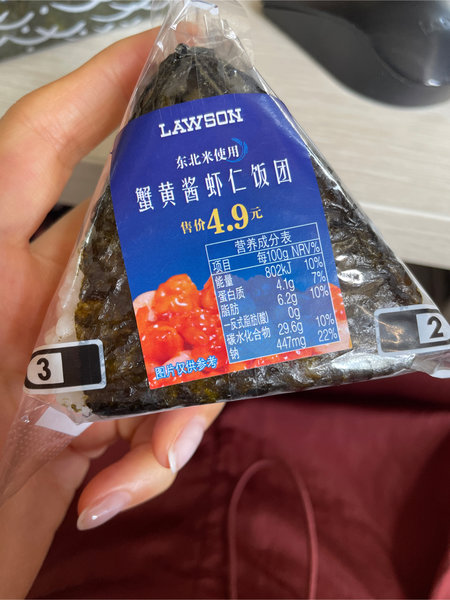 LAWSON
东北米使用
蟹黄酱虾仁饭团
售价4.9元
营养成分表
项目 每100g NRV%
能量 802kJ 10%
蛋白质 4.1g 7%
脂肪 6.2g 10%
—反式脂肪(酸) 0g
碳水化合物 29.6g 10%
钠 447mg 22%
图片仅供参考
3
2